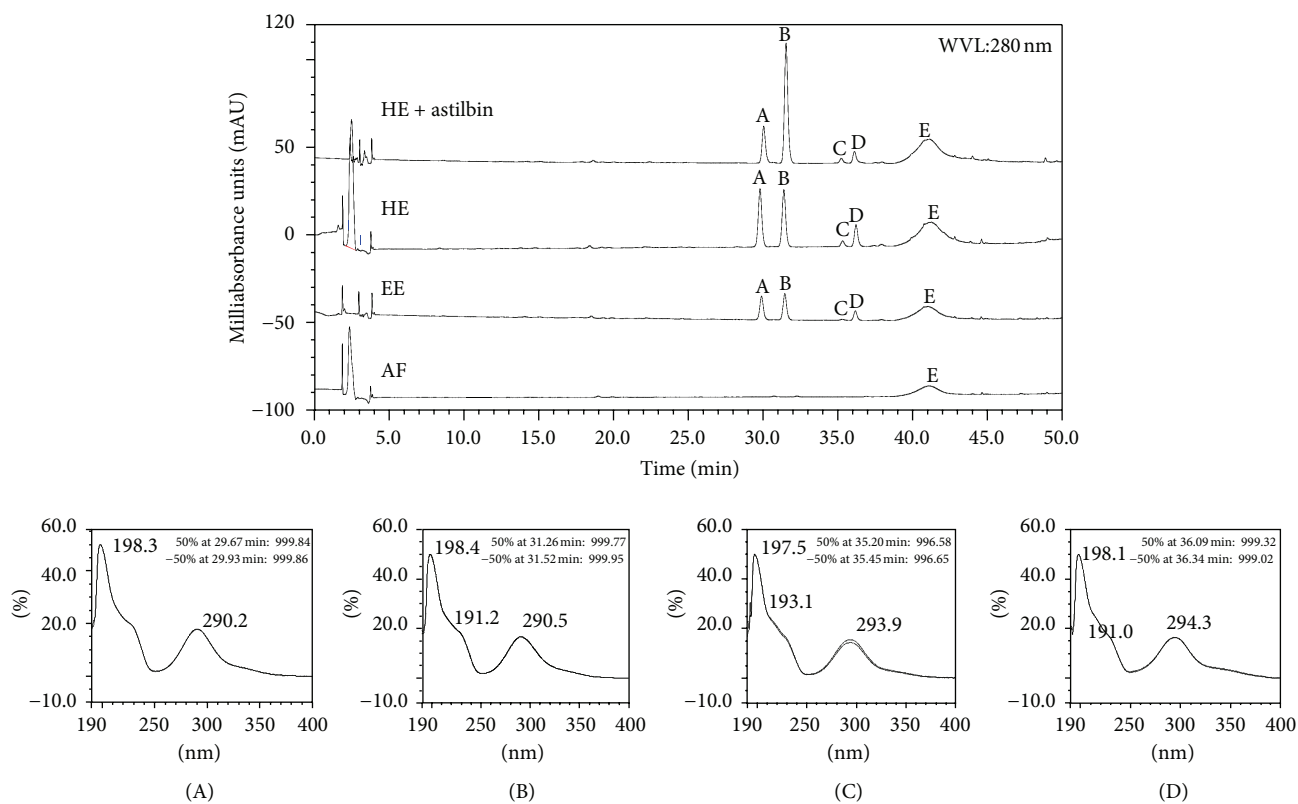 120
WVL:280 nm
B
HE + astilbin
A
E
C D
50
A B
HE
D
E
C
0
EE
A B
E
C D
−50
AF
E
−100
0.0 5.0 10.0 15.0 20.0 25.0 30.0 35.0 40.0 45.0 50.0
Time (min)
Milliabsorbance units (mAU)
60.0
50% at 29.67 min: 999.84
−50% at 29.93 min: 999.86
198.3
40.0
290.2
20.0
−10.0
190 250 300 400
(%)
(nm)
(A)
60.0
50% at 31.26 min: 999.77
−50% at 31.52 min: 999.95
198.4
40.0
191.2 290.5
20.0
−10.0
190 250 300 400
(%)
(nm)
(B)
60.0
50% at 35.20 min: 996.58
−50% at 35.45 min: 996.65
197.5
40.0
193.1
293.9
20.0
−10.0
190 250 300 400
(%)
(nm)
(C)
60.0
50% at 36.09 min: 999.32
−50% at 36.34 min: 999.02
198.1
40.0
191.0 294.3
20.0
−10.0
190 250 300 400
(%)
(nm)
(D)